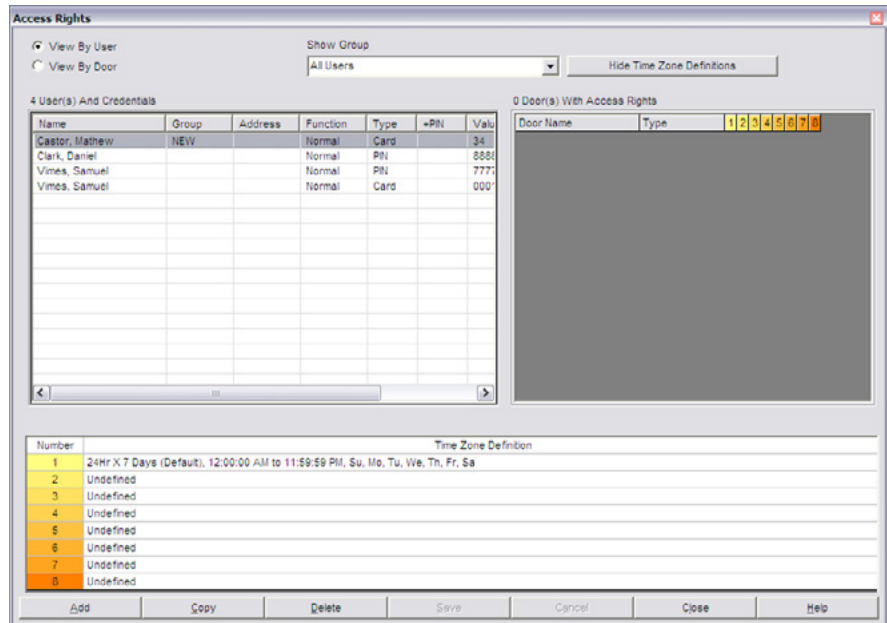 Access Rights
View By User
View By Door
Show Group
All Users
Hide Time Zone Definitions
4 User(s) And Credentials
0 Door(s) With Access Rights
Name Group Address Function Type +PIN Valu
Castor, Mathew NEW Normal Card 34
Clark, Daniel Normal PIN 8888
Vimes, Samuel Normal PIN 7777
Vimes, Samuel Normal Card 0001
Door Name Type 1 2 3 4 5 6 7 8
Number Time Zone Definition
1 24Hr X 7 Days (Default), 12:00:00 AM to 11:59:59 PM, Su, Mo, Tu, We, Th, Fr, Sa
2 Undefined
3 Undefined
4 Undefined
5 Undefined
6 Undefined
7 Undefined
8 Undefined
Add Copy Delete Save Cancel Close Help